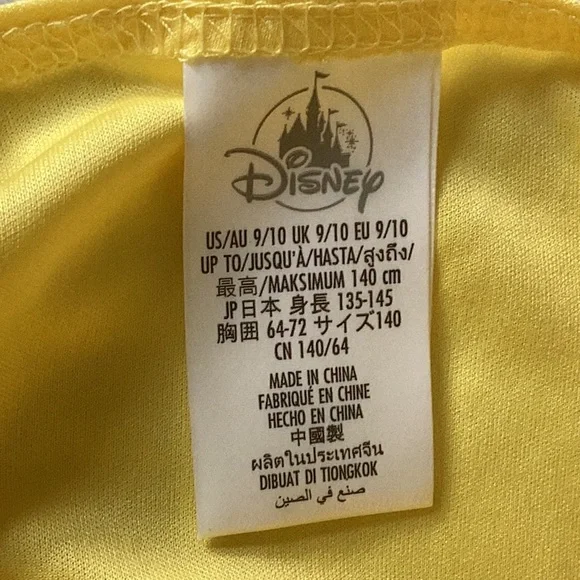 Disney
US/AU 9/10 UK 9/10 EU 9/10
UP TO/JUSQU'À/HASTA/สูงถึง/
最高/MAKSIMUM 140 cm
JP日本 身長 135-145
胸囲 64-72 サイズ140
CN 140/64
MADE IN CHINA
FABRIQUÉ EN CHINE
HECHO EN CHINA
中國製
ผลิตในประเทศจีน
DIBUAT DI TIONGKOK
صنع في الصين